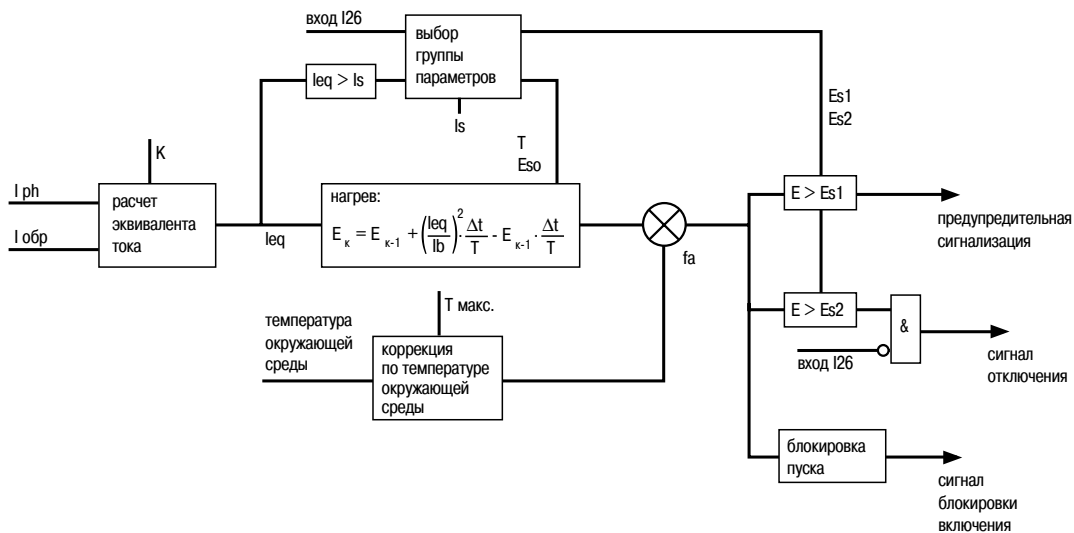 вход I26
выбор
группы
параметров
Ieq > Is
Is
Es1
Es2
T
Eso
K
I ph
I обр
расчет
эквивалента
тока
Ieq
нагрев:
E к = E к-1 + (Ieq/Ib)² · Δt/T - E к-1 · Δt/T
fa
E > Es1
предупредительная
сигнализация
T макс.
температура
окружающей
среды
коррекция
по температуре
окружающей
среды
E > Es2
&
вход I26
сигнал
отключения
блокировка
пуска
сигнал
блокировки
включения